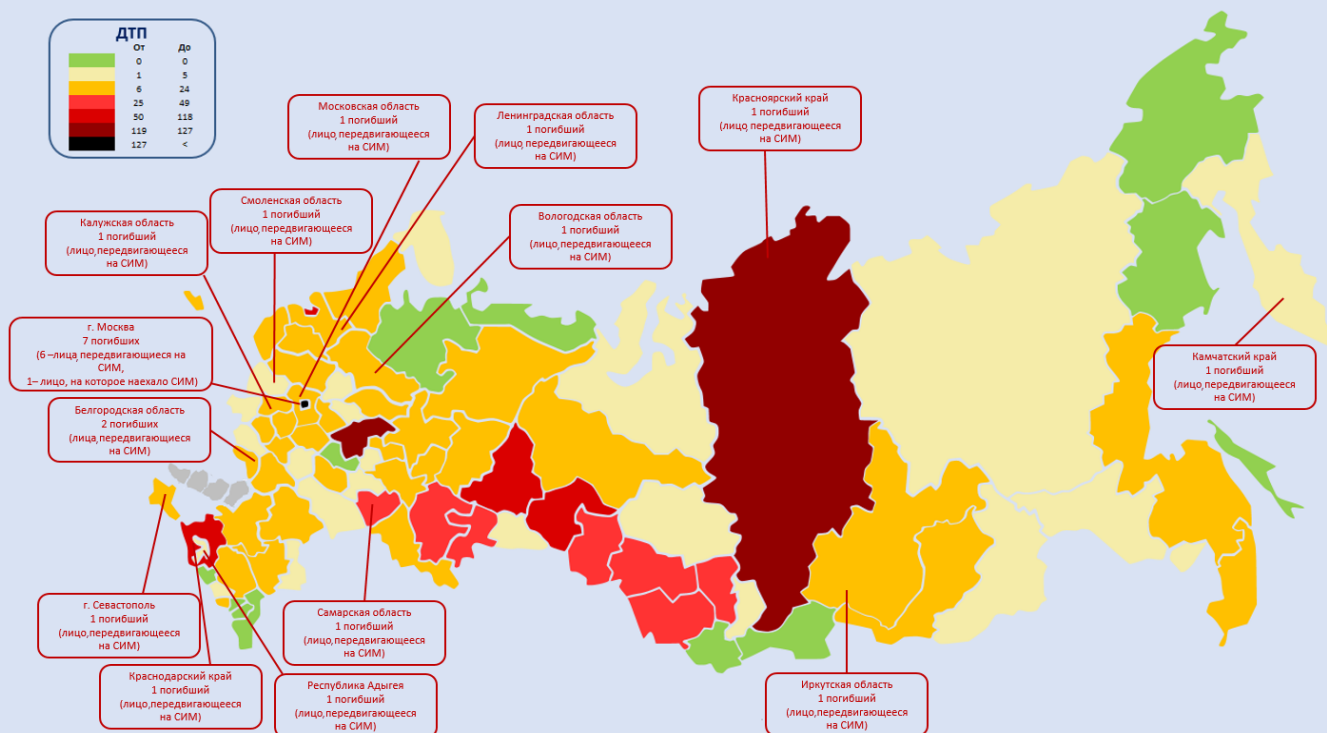 ДТП
От До
0 0
1 5
6 24
25 49
50 118
119 127
127 <
Московская область
1 погибший
(лицо,передвигающееся
на СИМ)
Ленинградская область
1 погибший
(лицо,передвигающееся
на СИМ)
Красноярский край
1 погибший
(лицо,передвигающееся
на СИМ)
Смоленская область
1 погибший
(лицо,передвигающееся
на СИМ)
Калужская область
1 погибший
(лицо,передвигающееся
на СИМ)
Вологодская область
1 погибший
(лицо,передвигающееся
на СИМ)
г. Москва
7 погибших
(6 –лица,передвигающиеся на
СИМ,
1– лицо, на которое наехало СИМ)
Камчатский край
1 погибший
(лицо,передвигающееся
на СИМ)
Белгородская область
2 погибших
(лица,передвигающиеся
на СИМ)
г. Севастополь
1 погибший
(лицо,передвигающееся
на СИМ)
Самарская область
1 погибший
(лицо,передвигающееся
на СИМ)
Краснодарский край
1 погибший
(лицо,передвигающееся
на СИМ)
Республика Адыгея
1 погибший
(лицо,передвигающееся
на СИМ)
Иркутская область
1 погибший
(лицо,передвигающееся
на СИМ)